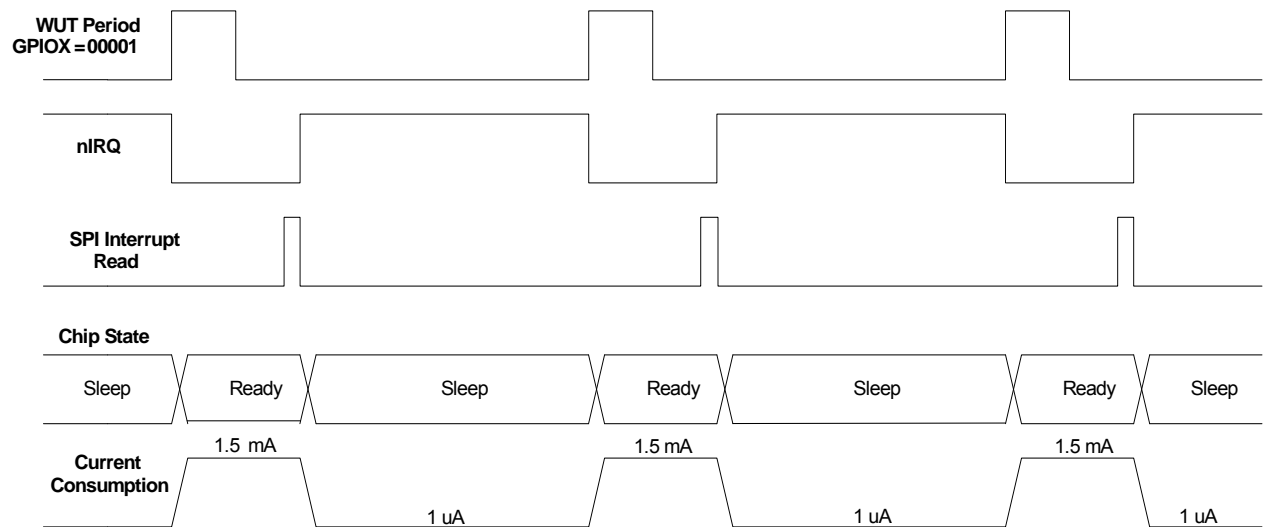 WUT Period
GPIOX = 00001
nIRQ
SPI Interrupt
Read
Chip State
Sleep Ready Sleep Ready Sleep Ready Sleep
1.5 mA 1.5 mA 1.5 mA
Current
Consumption
1 uA 1 uA 1 uA